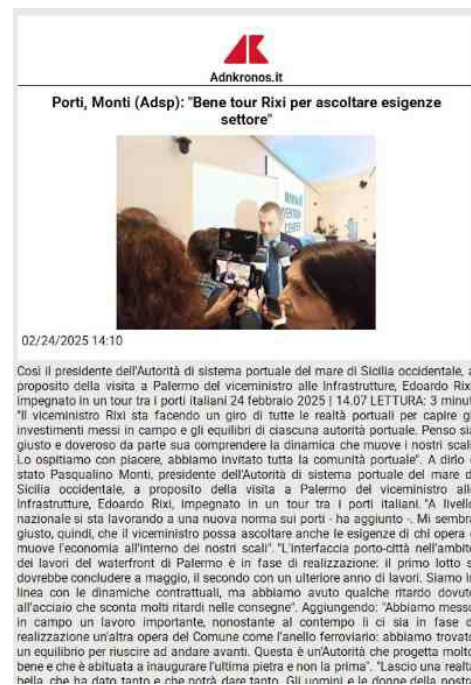 Adnkronos.it
Porti, Monti (Adsp): "Bene tour Rixi per ascoltare esigenze
settore"
02/24/2025 14:10
Così il presidente dell'Autorità di sistema portuale del mare di Sicilia occidentale, a
proposito della visita a Palermo del viceministro alle Infrastrutture, Edoardo Rixi,
impegnato in un tour tra i porti italiani 24 febbraio 2025 | 14.07 LETTURA: 3 minuti
"Il viceministro Rixi sta facendo un giro di tutte le realtà portuali per capire gli
investimenti messi in campo e gli equilibri di ciascuna autorità portuale. Penso sia
giusto e doveroso da parte sua comprendere la dinamica che muove i nostri scali.
Lo ospitiamo con piacere, abbiamo invitato tutta la comunità portuale". A dirlo è
stato Pasqualino Monti, presidente dell'Autorità di sistema portuale del mare di
Sicilia occidentale, a proposito della visita a Palermo del viceministro alle
Infrastrutture, Edoardo Rixi, impegnato in un tour tra i porti italiani. "A livello
nazionale si sta lavorando a una nuova norma sui porti - ha aggiunto -. Mi sembra
giusto, quindi, che il viceministro possa ascoltare anche le esigenze di chi opera e
muove l'economia all'interno dei nostri scali". "L'interfaccia porto-città nell'ambito
dei lavori del waterfront di Palermo è in fase di realizzazione: il primo lotto si
dovrebbe concludere a maggio, il secondo con un ulteriore anno di lavori. Siamo in
linea con le dinamiche contrattuali, ma abbiamo avuto qualche ritardo dovuto
all'acciaio che sconta molti ritardi nelle consegne". Aggiungendo: "Abbiamo messo
in campo un lavoro importante, nonostante al contempo lì ci sia in fase di
realizzazione un'altra opera del Comune come l'anello ferroviario: abbiamo trovato
un equilibrio per riuscire ad andare avanti. Questa è un'Autorità che progetta molto
bene e che è abituata a inaugurare l'ultima pietra e non la prima". "Lascio una realtà
bella, che ha dato tanto e che potrà dare tanto. Gli uomini e le donne della nostra